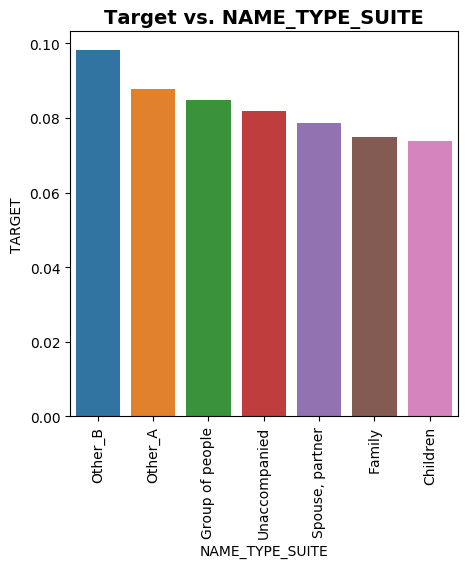 Target vs. NAME_TYPE_SUITE
TARGET
0.10
0.08
0.06
0.04
0.02
0.00
Other_B
Other_A
Group of people
Unaccompanied
Spouse, partner
Family
Children
NAME_TYPE_SUITE